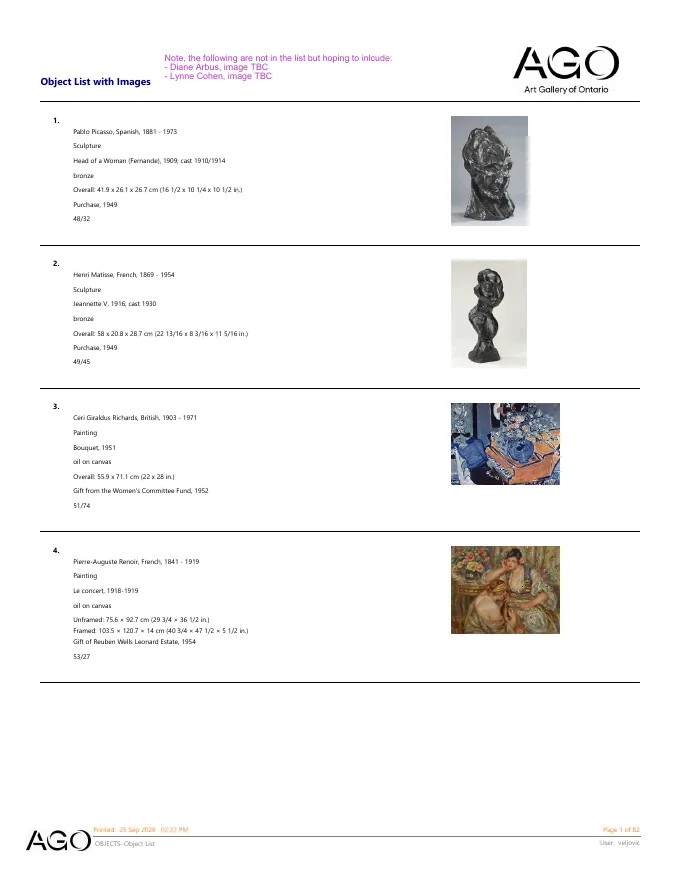 Note, the following are not in the list but hoping to inlcude:
- Diane Arbus, image TBC
- Lynne Cohen, image TBC
Object List with Images
AGO
Art Gallery of Ontario
1.
Pablo Picasso, Spanish, 1881 - 1973
Sculpture
Head of a Woman (Fernande), 1909; cast 1910/1914
bronze
Overall: 41.9 x 26.1 x 26.7 cm (16 1/2 x 10 1/4 x 10 1/2 in.)
Purchase, 1949
48/32
2.
Henri Matisse, French, 1869 - 1954
Sculpture
Jeannette V, 1916; cast 1930
bronze
Overall: 58 x 20.8 x 28.7 cm (22 13/16 x 8 3/16 x 11 5/16 in.)
Purchase, 1949
49/45
3.
Ceri Giraldus Richards, British, 1903 - 1971
Painting
Bouquet, 1951
oil on canvas
Overall: 55.9 x 71.1 cm (22 x 28 in.)
Gift from the Women's Committee Fund, 1952
51/74
4.
Pierre-Auguste Renoir, French, 1841 - 1919
Painting
Le concert, 1918-1919
oil on canvas
Unframed: 75.6 × 92.7 cm (29 3/4 × 36 1/2 in.)
Framed: 103.5 × 120.7 × 14 cm (40 3/4 × 47 1/2 × 5 1/2 in.)
Gift of Reuben Wells Leonard Estate, 1954
53/27
AGO
Printed: 25 Sep 2028 PM
Page 1 of 82
OBJECTS-Object List
User: veljovic